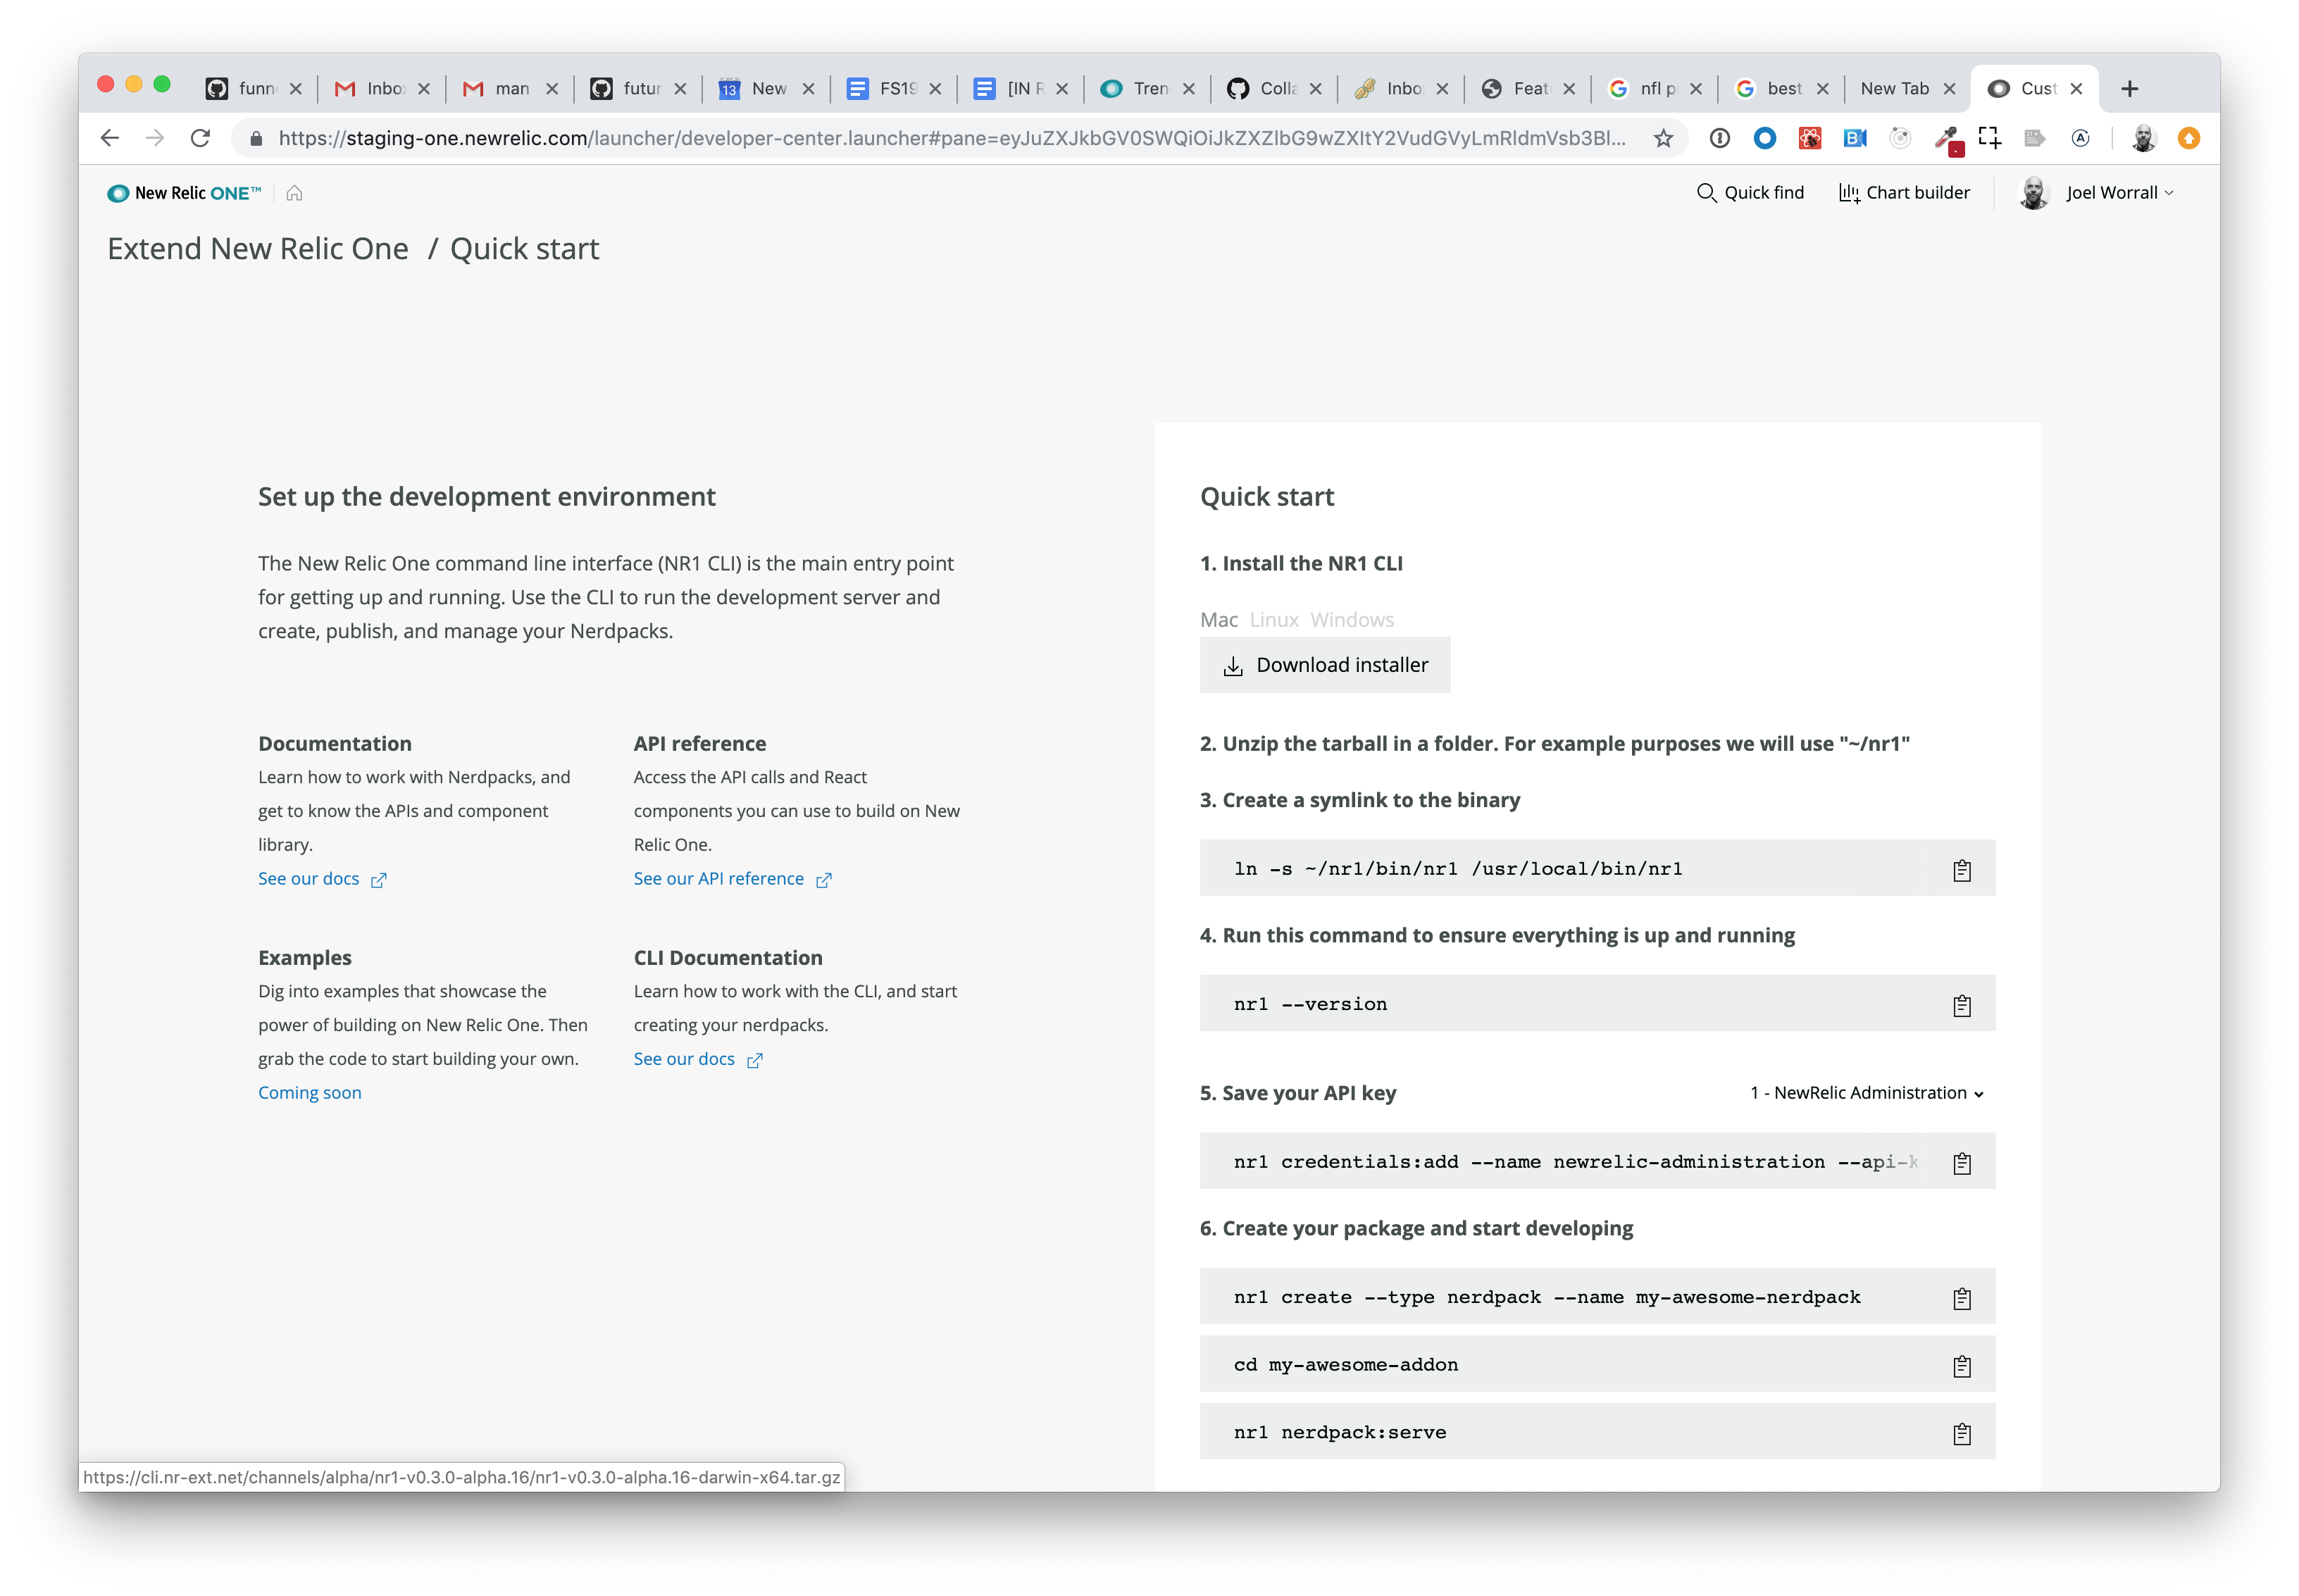 funn
Inbo
man
futur
13
New
FS19
[IN R
Tren
Colla
Inbo
Feat
nfl p
best
New Tab
Cust
https://staging-one.newrelic.com/launcher/developer-center.launcher#pane=eyJuZXJkbGV0SWQiOiJkZXZlbG9wZXItY2VudGVyLmRldmVsb3Bl...
New Relic ONE™
Quick find
Chart builder
Joel Worrall
Extend New Relic One / Quick start
Set up the development environment
The New Relic One command line interface (NR1 CLI) is the main entry point
for getting up and running. Use the CLI to run the development server and
create, publish, and manage your Nerdpacks.
Documentation
Learn how to work with Nerdpacks, and
get to know the APIs and component
library.
See our docs
API reference
Access the API calls and React
components you can use to build on New
Relic One.
See our API reference
Examples
Dig into examples that showcase the
power of building on New Relic One. Then
grab the code to start building your own.
Coming soon
CLI Documentation
Learn how to work with the CLI, and start
creating your nerdpacks.
See our docs
Quick start
1. Install the NR1 CLI
Mac Linux Windows
Download installer
2. Unzip the tarball in a folder. For example purposes we will use "~/nr1"
3. Create a symlink to the binary
ln -s ~/nr1/bin/nr1 /usr/local/bin/nr1
4. Run this command to ensure everything is up and running
nr1 --version
5. Save your API key
1 - NewRelic Administration
nr1 credentials:add --name newrelic-administration --api-k
6. Create your package and start developing
nr1 create --type nerdpack --name my-awesome-nerdpack
cd my-awesome-addon
nr1 nerdpack:serve
https://cli.nr-ext.net/channels/alpha/nr1-v0.3.0-alpha.16/nr1-v0.3.0-alpha.16-darwin-x64.tar.gz